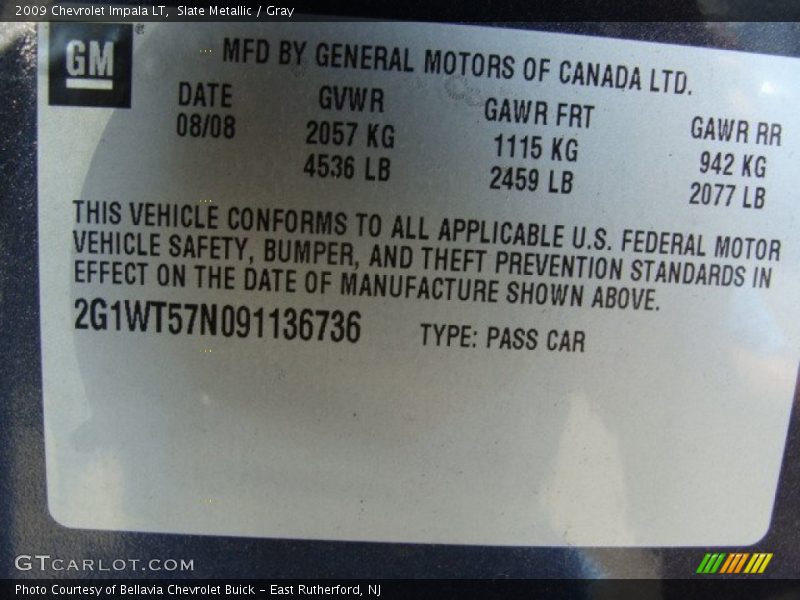 2009 Chevrolet Impala LT, Slate Metallic / Gray
GM
MFD BY GENERAL MOTORS OF CANADA LTD.
DATE GVWR GAWR FRT GAWR RR
08/08 2057 KG 1115 KG 942 KG
4536 LB 2459 LB 2077 LB
THIS VEHICLE CONFORMS TO ALL APPLICABLE U.S. FEDERAL MOTOR
VEHICLE SAFETY, BUMPER, AND THEFT PREVENTION STANDARDS IN
EFFECT ON THE DATE OF MANUFACTURE SHOWN ABOVE.
2G1WT57N091136736 TYPE: PASS CAR
GTCARLOT.COM
Photo Courtesy of Bellavia Chevrolet Buick – East Rutherford, NJ